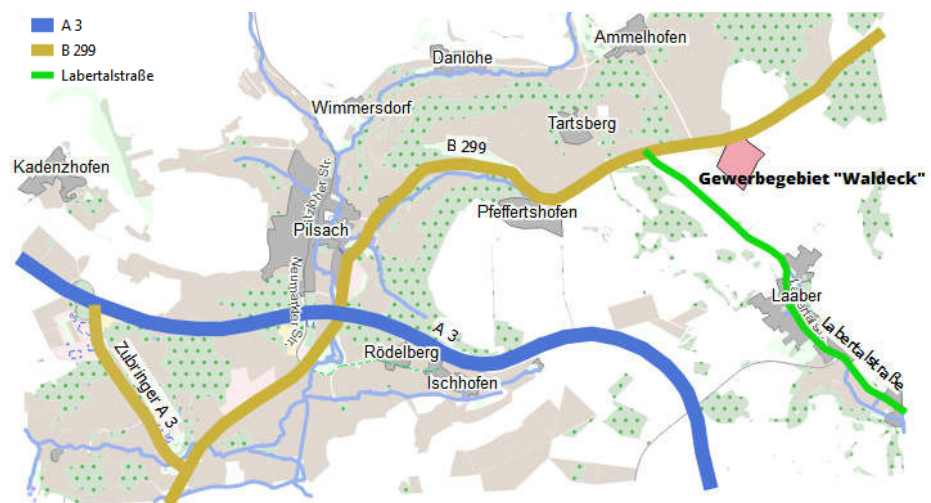 A 3
B 299
Labertalstraße
Ammelhofen
Danlohe
Wimmersdorf
Tartsberg
B 299
Kadenzhofen
Gewerbegebiet "Waldeck"
Pfeffertshofen
Pilsach
Neumarkter Str.
Laaber
A 3
Labertalstraße
Zubringer A 3
Rödelberg
Ischhofen